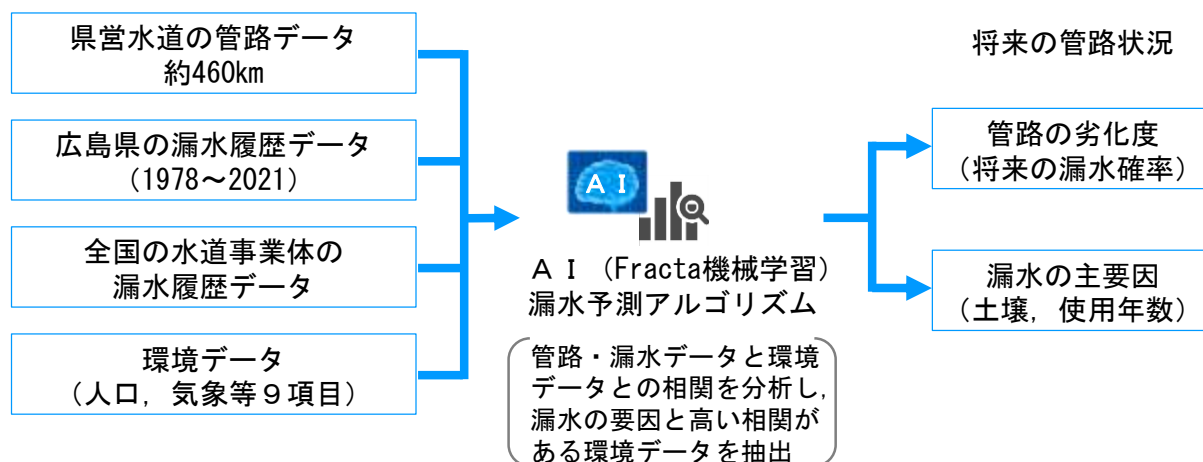 県営水道の管路データ
約460km
広島県の漏水履歴データ
（1978～2021）
全国の水道事業体の
漏水履歴データ
環境データ
（人口，気象等９項目）
ＡＩ
ＡＩ（Fracta機械学習）
漏水予測アルゴリズム
管路・漏水データと環境
データとの相関を分析し，
漏水の要因と高い相関が
ある環境データを抽出
将来の管路状況
管路の劣化度
（将来の漏水確率）
漏水の主要因
（土壌，使用年数）